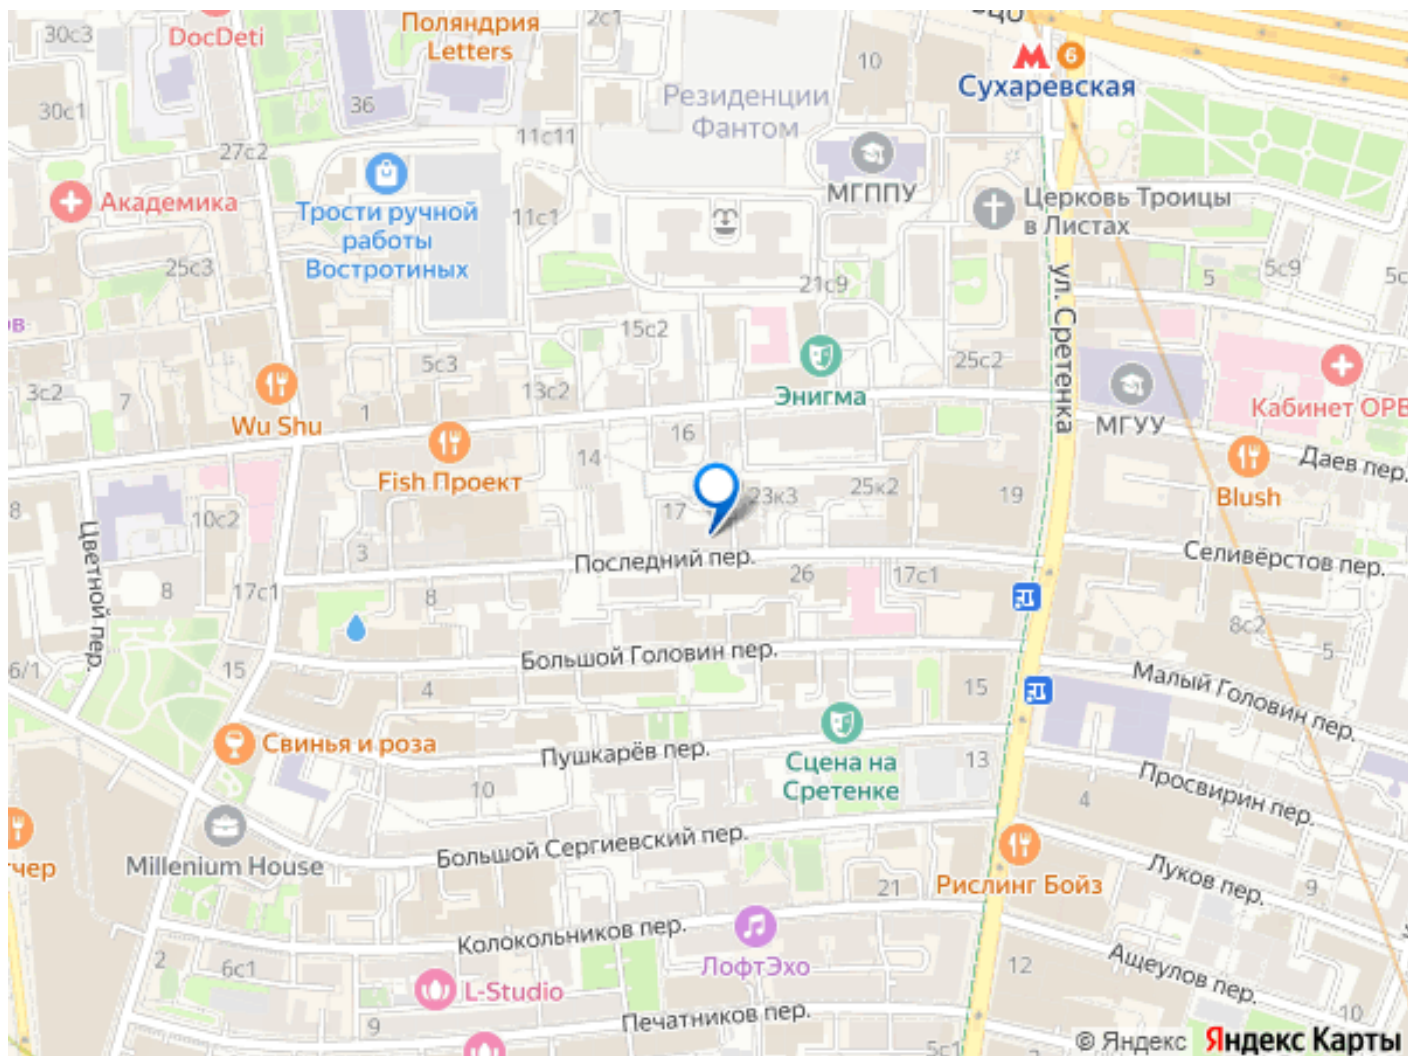 30с3
DocDeti
16
Поляндрия
Letters
2с1
10
6
Сухаревская
30с1
36
Резиденции
Фантом
11с11
27с2
МГППУ
Академика
Трости ручной
работы
Востротиных
11с1
Церковь Троицы
в Листах
25с3
21с9
5
5с9
5с
ов
15с2
ул. Сретенка
5с3
25с2
3с2
7
Wu Shu
1
13с2
Энигма
МГУУ
Кабинет ОРВ
16
Fish Проект
14
Даев пер.
Blush
8
10с2
17
23к3
25к2
19
Цветной пер.
3
Последний пер.
Селивёрстов пер.
8
17с1
8
26
17с1
8с2
5
6/1
15
Большой Головин пер.
4
15
Малый Головин пер.
Свинья и роза
Пушкарёв пер.
Сцена на
Сретенке
13
10
4
Просвирин пер.
Millenium House
Большой Сергиевский пер.
тчер
21
Рислинг Бойз
Луков пер.
9
Колокольников пер.
ЛофтЭхо
2
6с1
L-Studio
12
Ащеулов пер.
10
9
Печатников пер.
5с1
© Яндекс Яндекс Карты